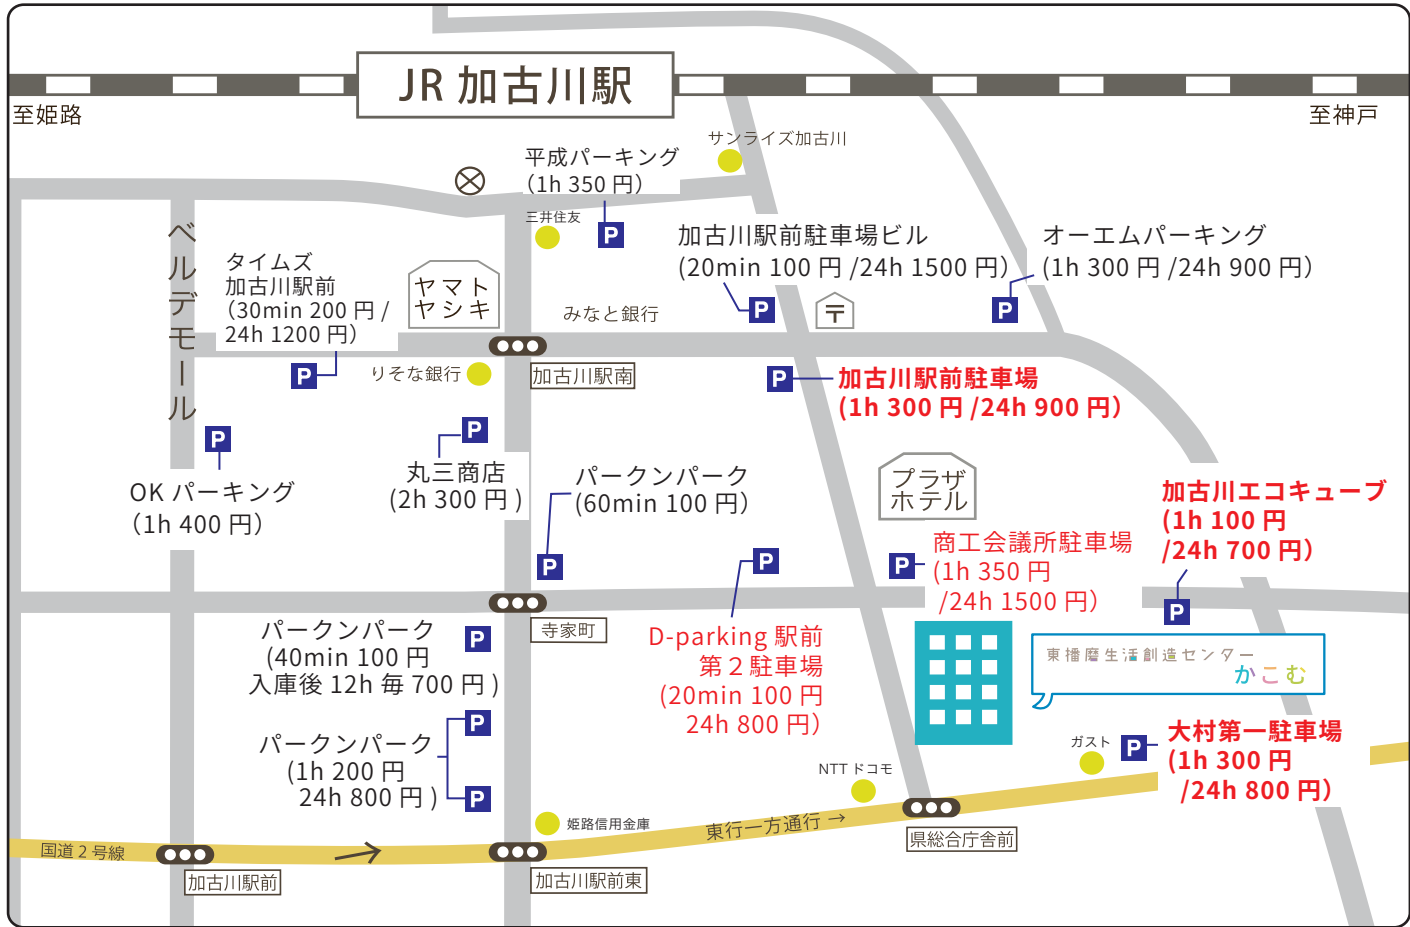 JR 加古川駅
至姫路
至神戸
サンライズ加古川
平成パーキング
（1h 350 円）
三井住友
P
ベルデモール
タイムズ
加古川駅前
（30min 200 円 /
24h 1200 円）
P
ヤマト
ヤシキ
みなと銀行
加古川駅前駐車場ビル
(20min 100 円 /24h 1500 円）
P
〒
オーエムパーキング
(1h 300 円 /24h 900 円）
P
りそな銀行
加古川駅南
P
加古川駅前駐車場
(1h 300 円 /24h 900 円）
P
OK パーキング
（1h 400 円）
P
丸三商店
(2h 300 円 )
パークンパーク
(60min 100 円）
P
プラザ
ホテル
加古川エコキューブ
(1h 100 円
/24h 700 円）
P
P
商工会議所駐車場
(1h 350 円
/24h 1500 円）
P
D-parking 駅前
第２駐車場
(20min 100 円
24h 800 円）
寺家町
パークンパーク
(40min 100 円
入庫後 12h 毎 700 円 )
P
パークンパーク
(1h 200 円
24h 800 円 )
P
P
東播磨生活創造センター
かこむ
ガスト
P
大村第一駐車場
(1h 300 円
/24h 800 円）
NTT ドコモ
姫路信用金庫
東行一方通行 →
県総合庁舎前
国道 2 号線
加古川駅前
加古川駅前東